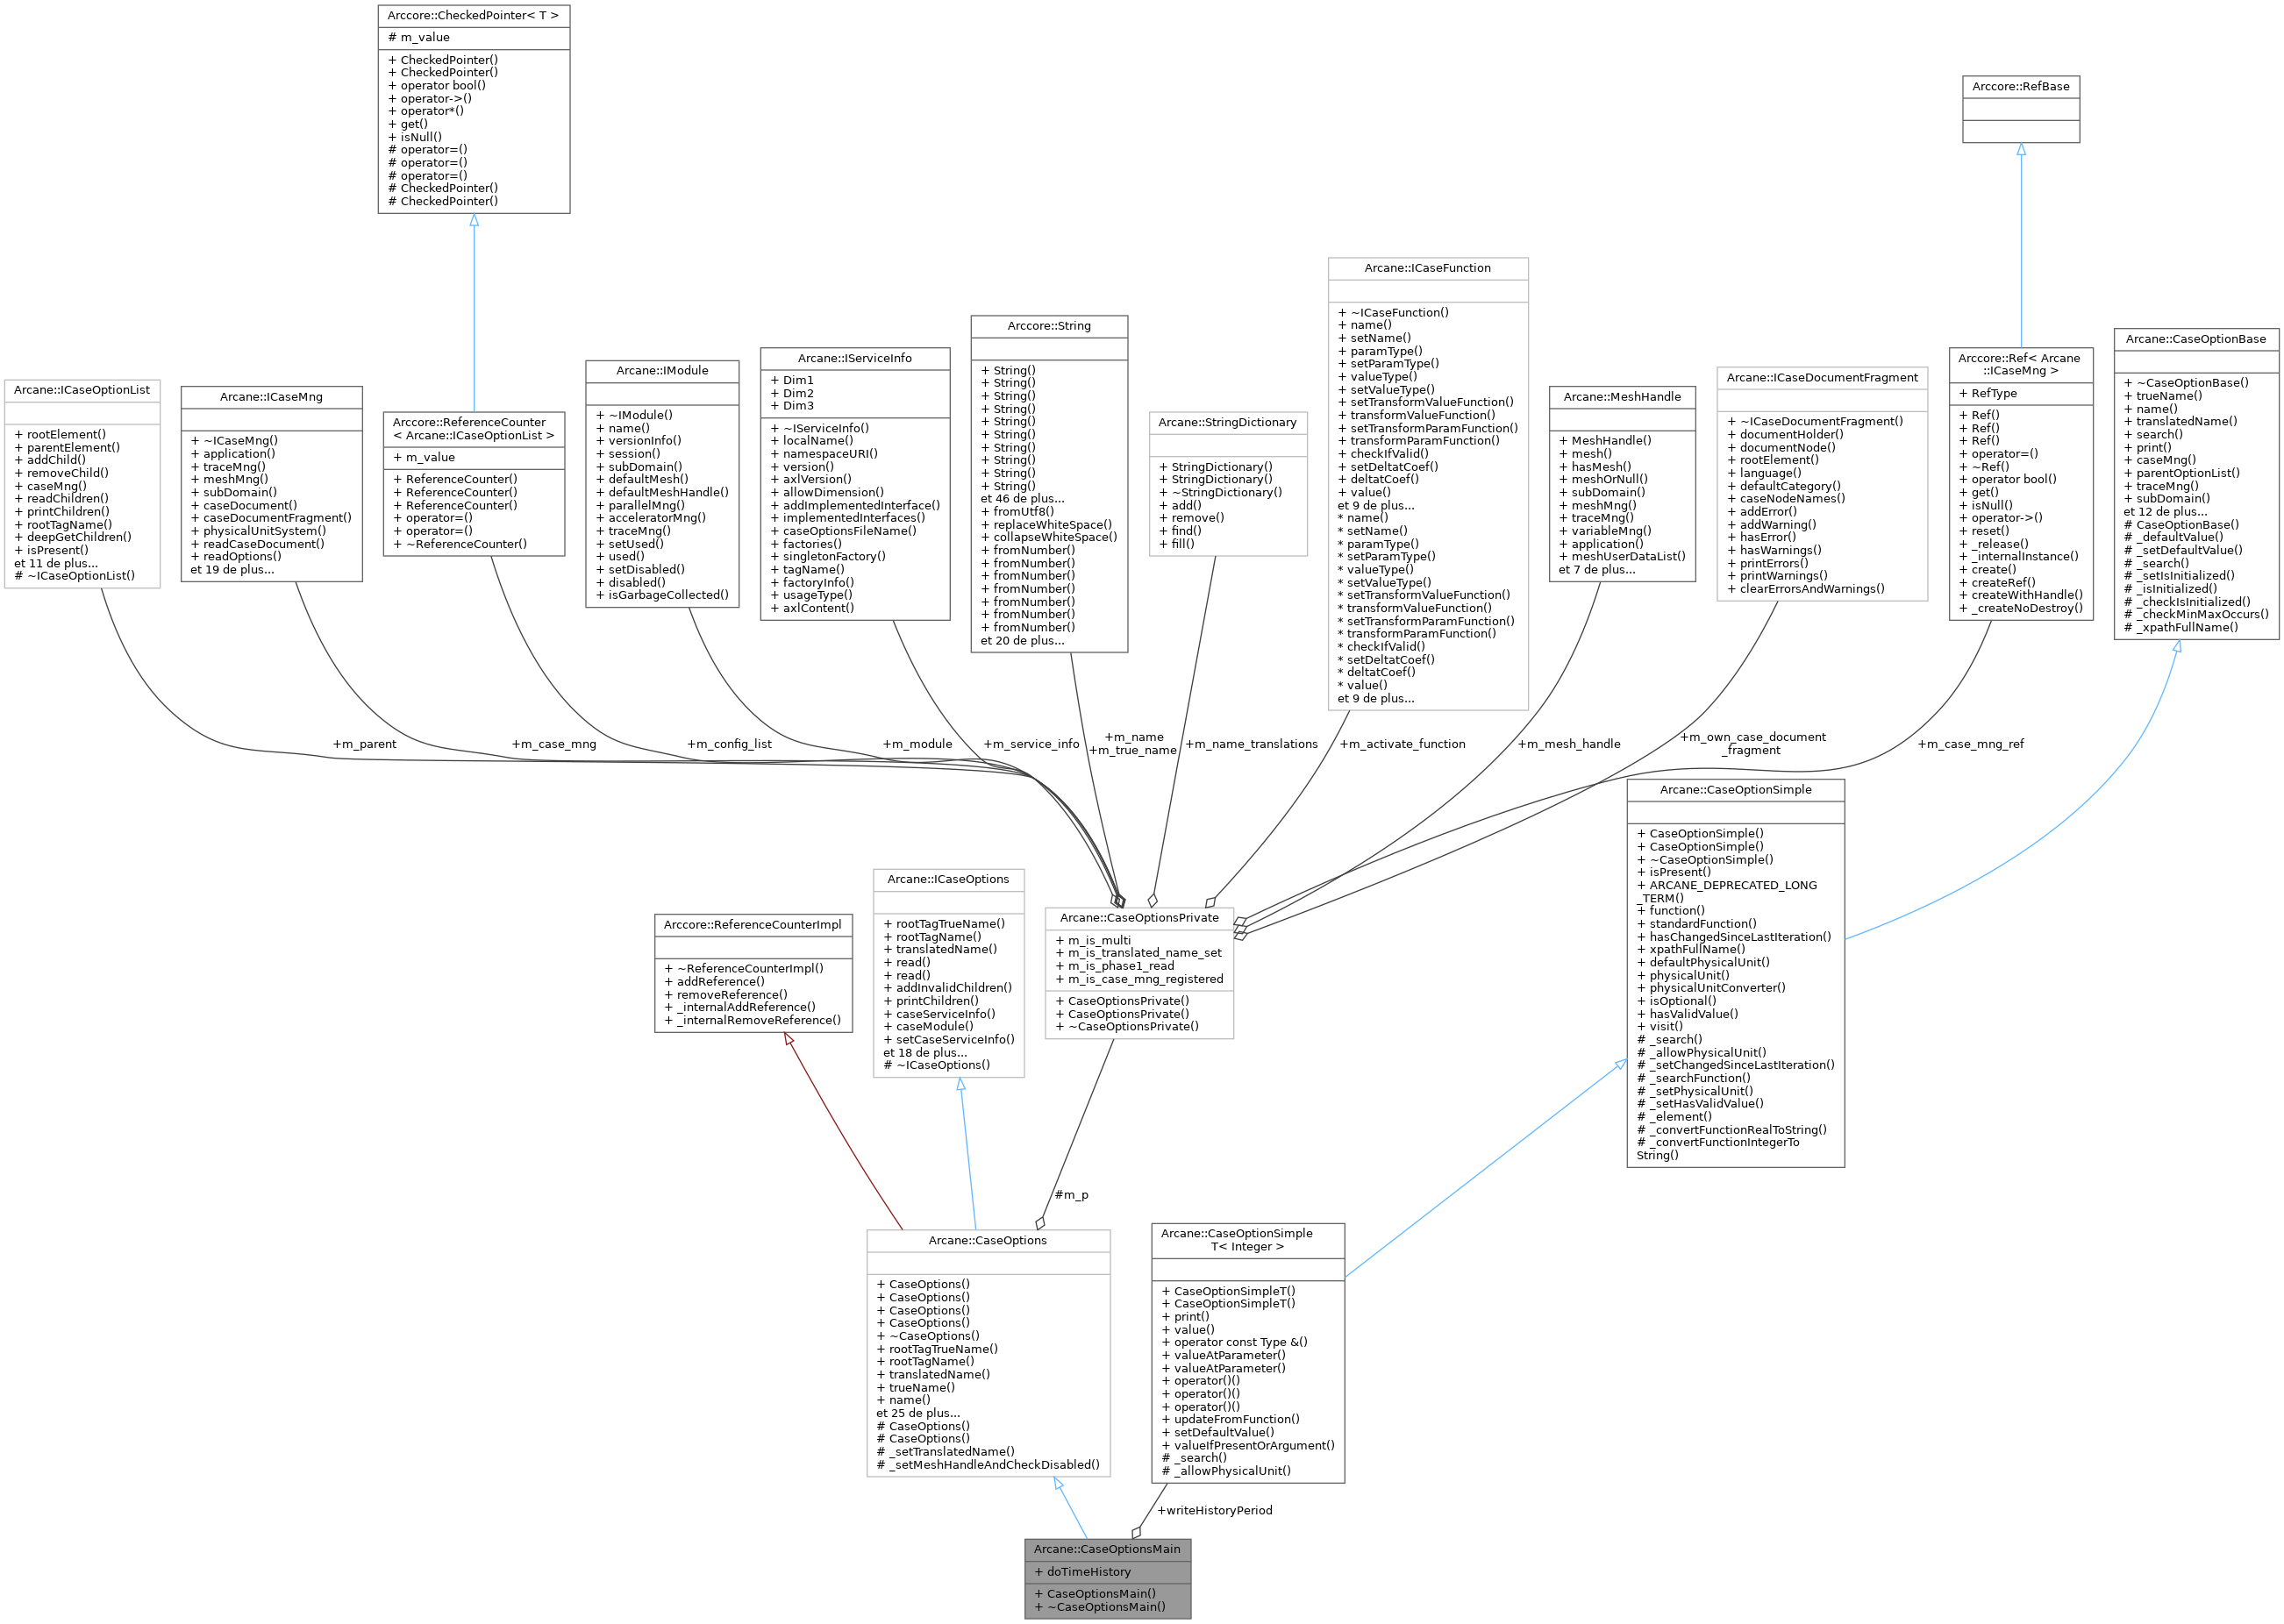 Arccore::CheckedPointer< T >
# m_value
+ CheckedPointer()
+ CheckedPointer()
+ operator bool()
+ operator->()
+ operator*()
+ get()
+ isNull()
# operator=()
# operator=()
# operator=()
# CheckedPointer()
# CheckedPointer()
Arccore::RefBase
Arcane::ICaseOptionList
+ rootElement()
+ parentElement()
+ addChild()
+ removeChild()
+ caseMng()
+ readChildren()
+ printChildren()
+ rootTagName()
+ deepGetChildren()
+ isPresent()
et 11 de plus...
# ~ICaseOptionList()
Arcane::ICaseMng
+ ~ICaseMng()
+ application()
+ traceMng()
+ meshMng()
+ subDomain()
+ caseDocument()
+ caseDocumentFragment()
+ physicalUnitSystem()
+ readCaseDocument()
+ readOptions()
et 19 de plus...
Arccore::ReferenceCounter
< Arcane::ICaseOptionList >
+ m_value
+ ReferenceCounter()
+ ReferenceCounter()
+ ReferenceCounter()
+ operator=()
+ operator=()
+ ~ReferenceCounter()
Arcane::IModule
+ ~IModule()
+ name()
+ versionInfo()
+ session()
+ subDomain()
+ defaultMesh()
+ defaultMeshHandle()
+ parallelMng()
+ acceleratorMng()
+ traceMng()
+ setUsed()
+ used()
+ setDisabled()
+ disabled()
+ isGarbageCollected()
Arcane::IServiceInfo
+ Dim1
+ Dim2
+ Dim3
+ ~IServiceInfo()
+ localName()
+ namespaceURI()
+ version()
+ axlVersion()
+ allowDimension()
+ addImplementedInterface()
+ implementedInterfaces()
+ caseOptionsFileName()
+ factories()
+ singletonFactory()
+ tagName()
+ factoryInfo()
+ usageType()
+ axlContent()
Arccore::String
+ String()
+ String()
+ String()
+ String()
+ String()
+ String()
+ String()
+ String()
+ String()
+ String()
et 46 de plus...
+ fromUtf8()
+ replaceWhiteSpace()
+ collapseWhiteSpace()
+ fromNumber()
+ fromNumber()
+ fromNumber()
+ fromNumber()
+ fromNumber()
+ fromNumber()
+ fromNumber()
et 20 de plus...
Arcane::StringDictionary
+ StringDictionary()
+ StringDictionary()
+ ~StringDictionary()
+ add()
+ remove()
+ find()
+ fill()
Arcane::ICaseFunction
+ ~ICaseFunction()
+ name()
+ setName()
+ paramType()
+ setParamType()
+ valueType()
+ setValueType()
+ setTransformValueFunction()
+ transformValueFunction()
+ setTransformParamFunction()
+ transformParamFunction()
+ checkIfValid()
+ setDeltatCoef()
+ deltatCoef()
+ value()
et 9 de plus...
* name()
* setName()
* paramType()
* setParamType()
* valueType()
* setValueType()
* setTransformValueFunction()
* transformValueFunction()
* setTransformParamFunction()
* transformParamFunction()
* checkIfValid()
* setDeltatCoef()
* deltatCoef()
* value()
et 9 de plus...
Arcane::MeshHandle
+ MeshHandle()
+ mesh()
+ hasMesh()
+ meshOrNull()
+ subDomain()
+ meshMng()
+ traceMng()
+ variableMng()
+ application()
+ meshUserDataList()
et 7 de plus...
Arcane::ICaseDocumentFragment
+ ~ICaseDocumentFragment()
+ documentHolder()
+ documentNode()
+ rootElement()
+ language()
+ defaultCategory()
+ caseNodeNames()
+ addError()
+ addWarning()
+ hasError()
+ hasWarnings()
+ printErrors()
+ printWarnings()
+ clearErrorsAndWarnings()
Arccore::Ref< Arcane
::ICaseMng >
+ RefType
+ Ref()
+ Ref()
+ Ref()
+ operator=()
+ ~Ref()
+ operator bool()
+ get()
+ isNull()
+ operator->()
+ reset()
+ _release()
+ _internalInstance()
+ create()
+ createRef()
+ createWithHandle()
+ _createNoDestroy()
Arcane::CaseOptionBase
+ ~CaseOptionBase()
+ trueName()
+ name()
+ translatedName()
+ search()
+ print()
+ caseMng()
+ parentOptionList()
+ traceMng()
+ subDomain()
et 12 de plus...
# CaseOptionBase()
# _defaultValue()
# _setDefaultValue()
# _search()
# _setIsInitialized()
# _isInitialized()
# _checkIsInitialized()
# _checkMinMaxOccurs()
# _xpathFullName()
+m_parent
+m_case_mng
+m_config_list
+m_module
+m_service_info
+m_name
+m_true_name
+m_name_translations
+m_activate_function
+m_mesh_handle
+m_own_case_document
_fragment
+m_case_mng_ref
Arcane::CaseOptionSimple
+ CaseOptionSimple()
+ CaseOptionSimple()
+ ~CaseOptionSimple()
+ isPresent()
+ ARCANE_DEPRECATED_LONG
_TERM()
+ function()
+ standardFunction()
+ hasChangedSinceLastIteration()
+ xpathFullName()
+ defaultPhysicalUnit()
+ physicalUnit()
+ physicalUnitConverter()
+ isOptional()
+ hasValidValue()
+ visit()
# _search()
# _allowPhysicalUnit()
# _setChangedSinceLastIteration()
# _searchFunction()
# _setPhysicalUnit()
# _setHasValidValue()
# _element()
# _convertFunctionRealToString()
# _convertFunctionIntegerTo
String()
Arccore::ReferenceCounterImpl
+ ~ReferenceCounterImpl()
+ addReference()
+ removeReference()
+ _internalAddReference()
+ _internalRemoveReference()
Arcane::ICaseOptions
+ rootTagTrueName()
+ rootTagName()
+ translatedName()
+ read()
+ read()
+ addInvalidChildren()
+ printChildren()
+ caseServiceInfo()
+ caseModule()
+ setCaseServiceInfo()
et 18 de plus...
# ~ICaseOptions()
Arcane::CaseOptionsPrivate
+ m_is_multi
+ m_is_translated_name_set
+ m_is_phase1_read
+ m_is_case_mng_registered
+ CaseOptionsPrivate()
+ CaseOptionsPrivate()
+ ~CaseOptionsPrivate()
#m_p
Arcane::CaseOptions
+ CaseOptions()
+ CaseOptions()
+ CaseOptions()
+ CaseOptions()
+ ~CaseOptions()
+ rootTagTrueName()
+ rootTagName()
+ translatedName()
+ trueName()
+ name()
et 25 de plus...
# CaseOptions()
# CaseOptions()
# _setTranslatedName()
# _setMeshHandleAndCheckDisabled()
Arcane::CaseOptionSimple
T< Integer >
+ CaseOptionSimpleT()
+ CaseOptionSimpleT()
+ print()
+ value()
+ operator const Type &()
+ valueAtParameter()
+ valueAtParameter()
+ operator()()
+ operator()()
+ operator()()
+ updateFromFunction()
+ setDefaultValue()
+ valueIfPresentOrArgument()
# _search()
# _allowPhysicalUnit()
+writeHistoryPeriod
Arcane::CaseOptionsMain
+ doTimeHistory
+ CaseOptionsMain()
+ ~CaseOptionsMain()